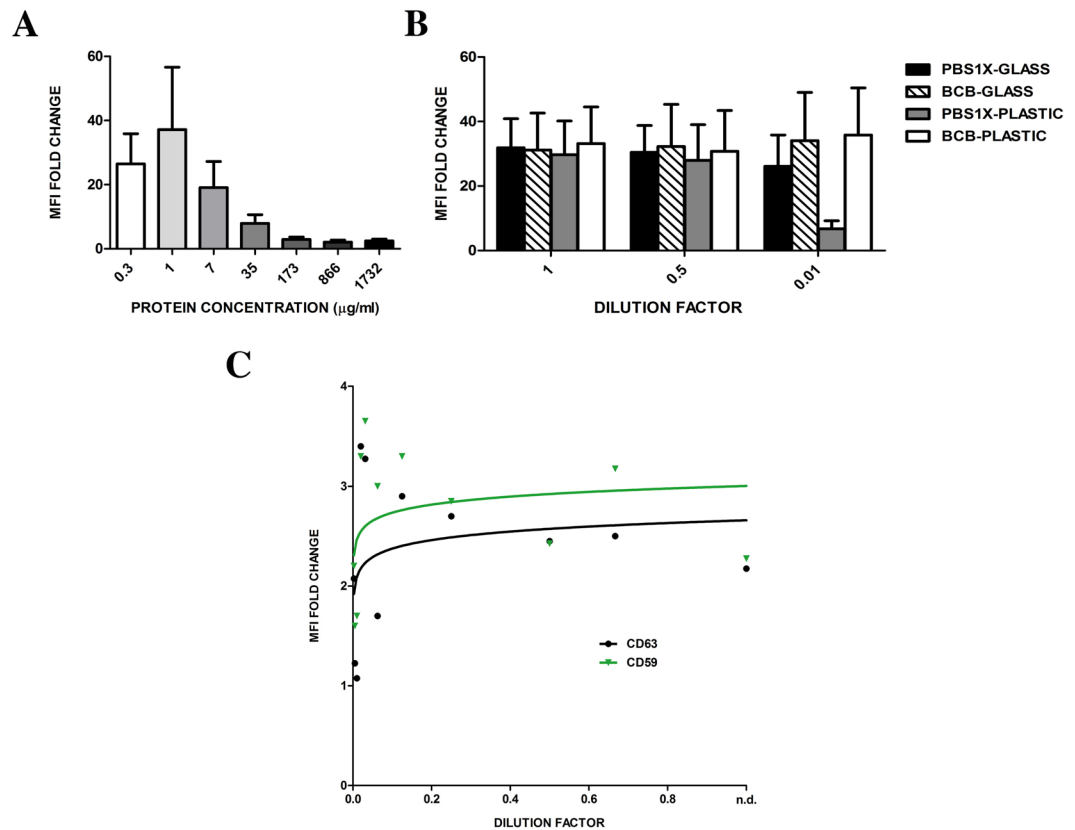 A
60
40
20
0
MFI FOLD CHANGE
0.3 1 7 35 173 866 1732
PROTEIN CONCENTRATION (μg/ml)
B
60
40
20
0
MFI FOLD CHANGE
1 0.5 0.01
DILUTION FACTOR
PBS1X-GLASS
BCB-GLASS
PBS1X-PLASTIC
BCB-PLASTIC
C
4
3
2
1
0
MFI FOLD CHANGE
CD63
CD59
0.0 0.2 0.4 0.6 0.8 n.d.
DILUTION FACTOR